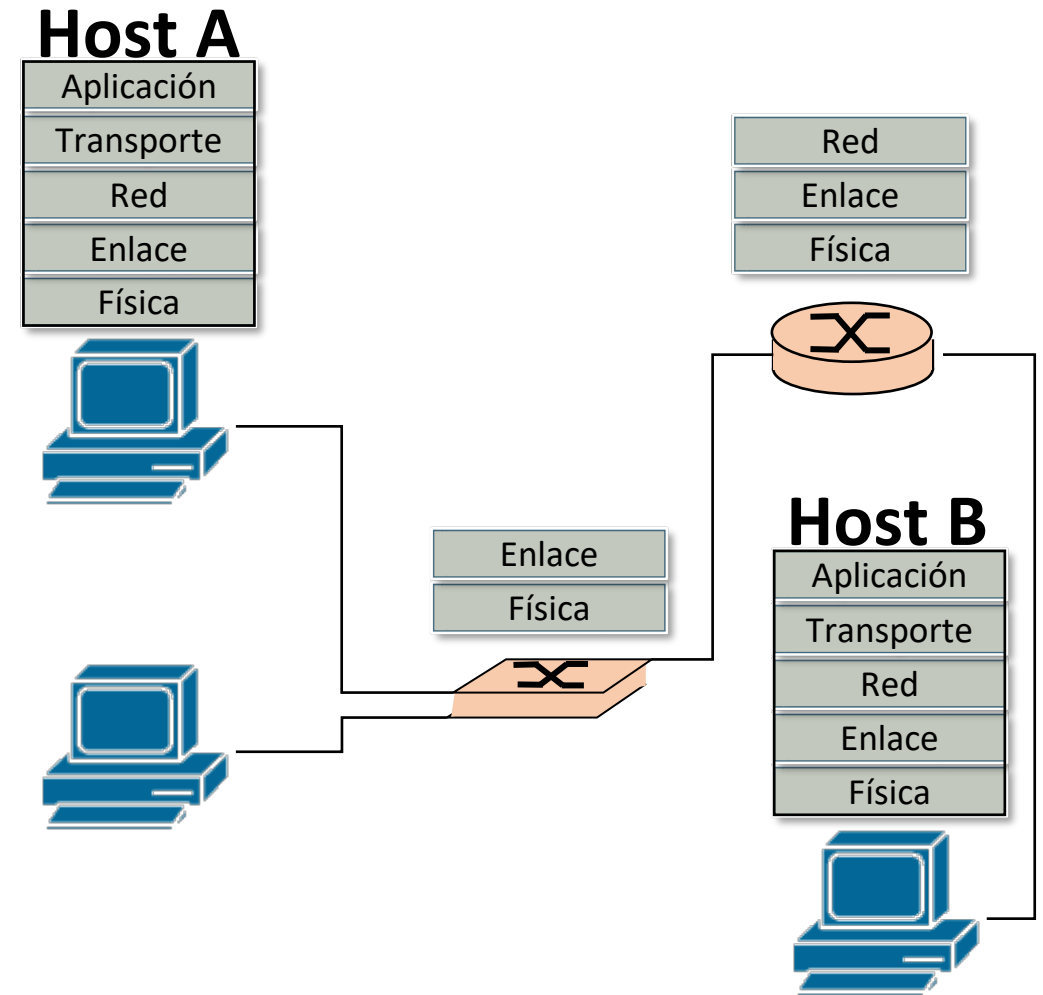 Host A
Aplicación
Transporte
Red
Enlace
Física
Red
Enlace
Física
Enlace
Física
Host B
Aplicación
Transporte
Red
Enlace
Física